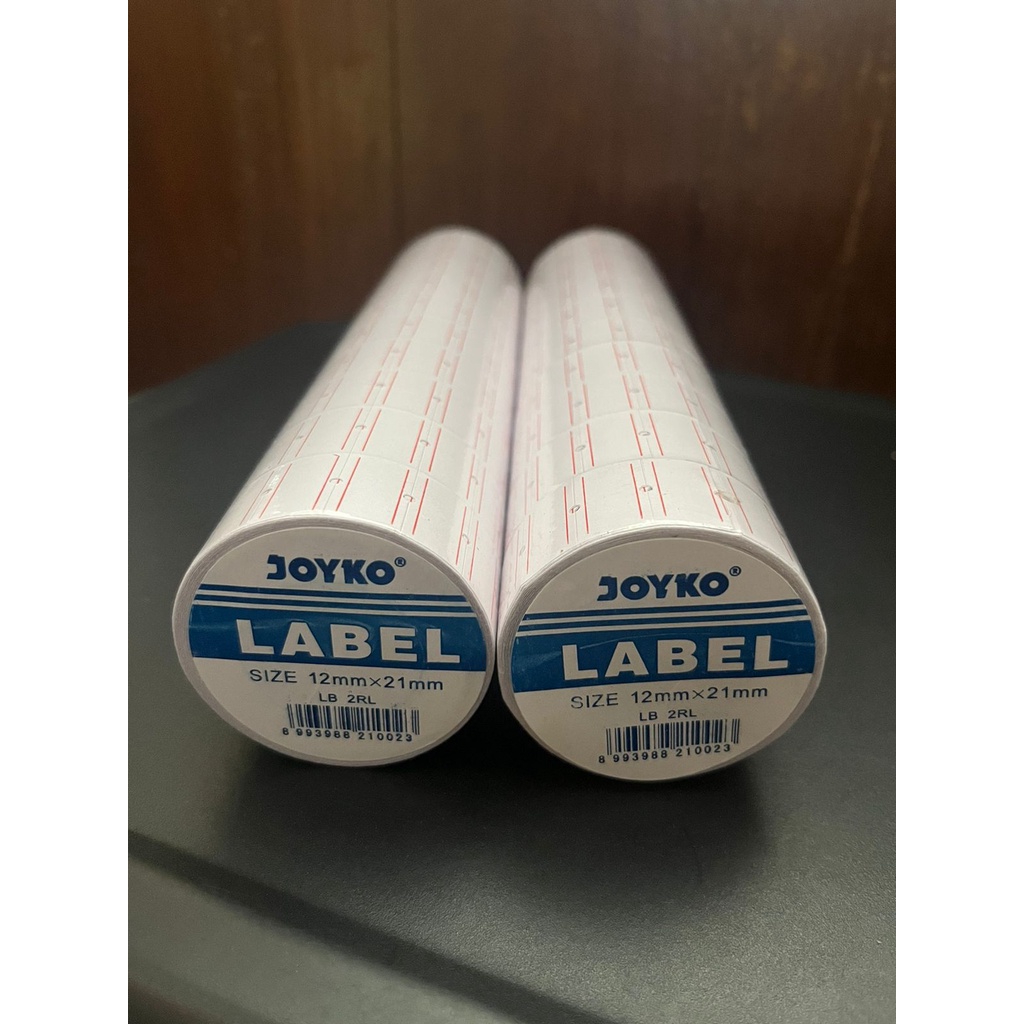 JOYKO®
LABEL
SIZE 12mm×21mm
LB 2RL
8 993988 210023
JOYKO®
LABEL
SIZE 12mm×21mm
LB 2RL
8 993988 210023